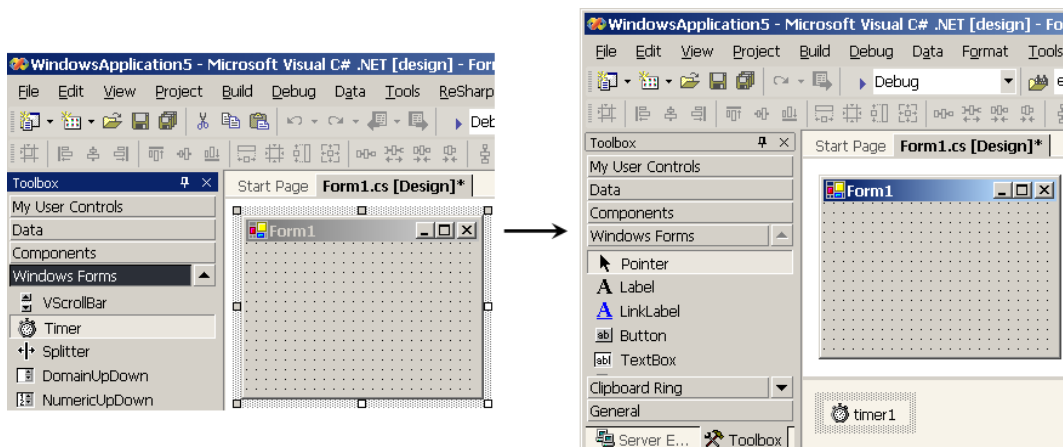 WindowsApplication5 - Microsoft Visual C# .NET [design] - For
File Edit View Project Build Debug Data Tools ReSharp
Deb
Toolbox
Start Page Form1.cs [Design]*
My User Controls
Data
Components
Windows Forms
VScrollBar
Timer
Splitter
DomainUpDown
NumericUpDown
Form1
WindowsApplication5 - Microsoft Visual C# .NET [design] - Fo
File Edit View Project Build Debug Data Format Tools
Debug e
Toolbox
Start Page Form1.cs [Design]*
My User Controls
Data
Components
Windows Forms
Pointer
A Label
A LinkLabel
ab Button
abl TextBox
Clipboard Ring
General
Server E... Toolbox
Form1
timer1